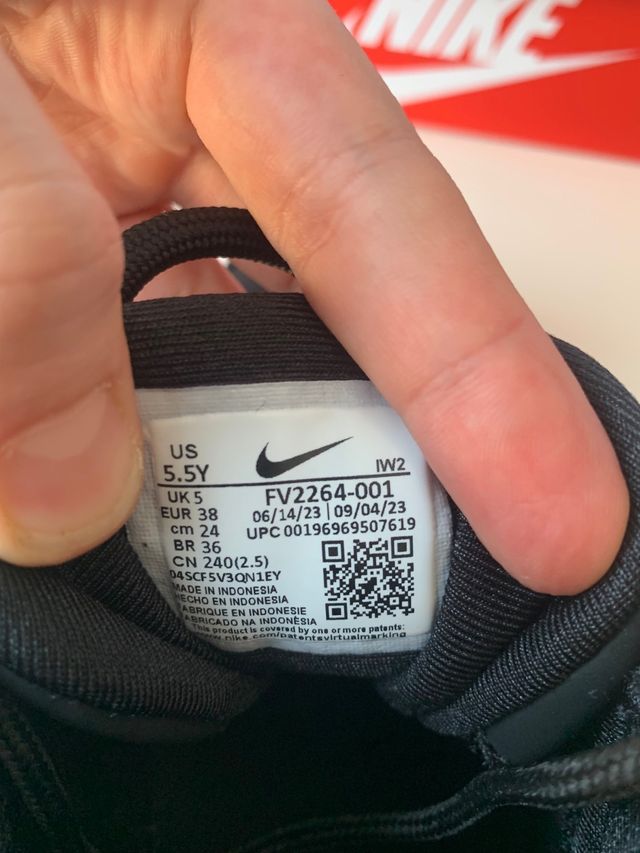 NIKE
US
5.5Y
IW2
UK 5
FV2264-001
EUR 38
06/14/23 | 09/04/23
cm 24
UPC 00196969507619
BR 36
CN 240(2.5)
04SCF5V3QN1EY
MADE IN INDONESIA
HECHO EN INDONESIA
FABRIQUE EN INDONESIE
FABRICADO NA INDONÉSIA
This product is covered by one or more patents:
www.nike.com/patentsvirtualmarking